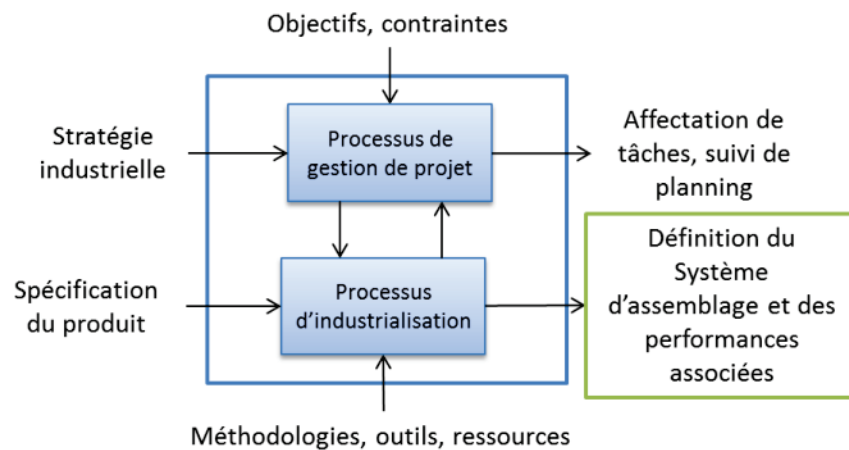 Objectifs, contraintes
Stratégie
industrielle
Processus de
gestion de projet
Affectation de
tâches, suivi de
planning
Spécification
du produit
Processus
d’industrialisation
Définition du
Système
d’assemblage et des
performances
associées
Méthodologies, outils, ressources